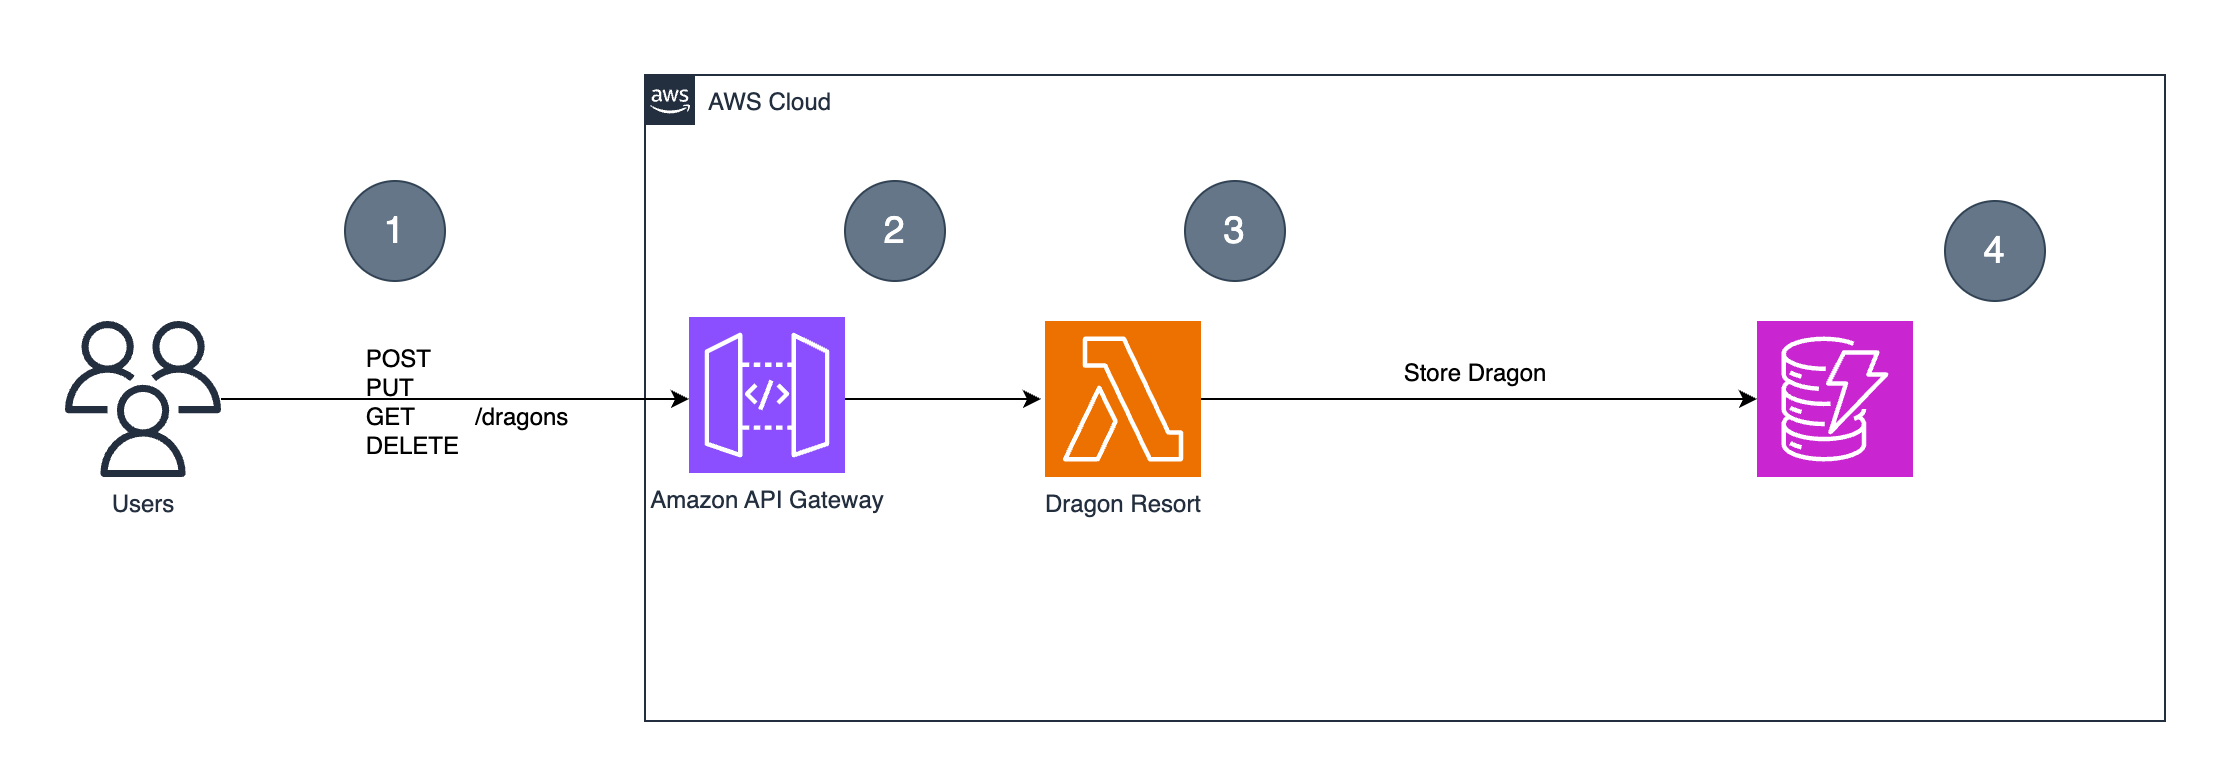 aws
AWS Cloud
1
2
3
4
POST
PUT
GET /dragons
DELETE
Store Dragon
</>
Users
Amazon API Gateway
Dragon Resort